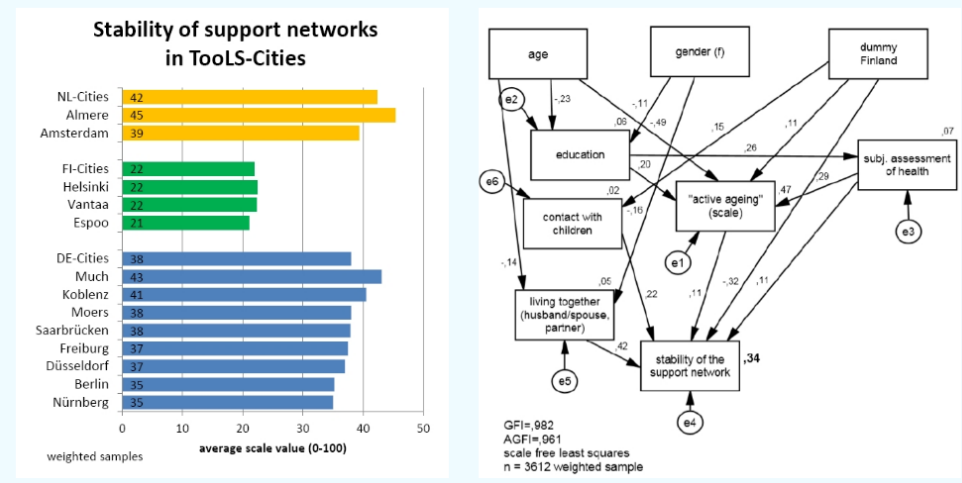 Stability of support networks
in TooLS-Cities
NL-Cities 42
Almere 45
Amsterdam 39
FI-Cities 22
Helsinki 22
Vantaa 22
Espoo 21
DE-Cities 38
Much 43
Koblenz 41
Moers 38
Saarbrücken 38
Freiburg 37
Düsseldorf 37
Berlin 35
Nürnberg 35
0 10 20 30 40 50
average scale value (0-100)
weighted samples
age
gender (f)
dummy
Finland
e2
-,23
,06
-,11
-,49
,15
,11
,07
education
,26
subj. assessment
of health
,20
,29
e6
,02
,47
-,16
contact with
children
"active ageing"
(scale)
e3
e1
-,14
,05
,22
,11
-,32
,11
living together
(husband/spouse,
partner)
,42
stability of the
support network
,34
e5
e4
GFI=,982
AGFI=,961
scale free least squares
n = 3612 weighted sample